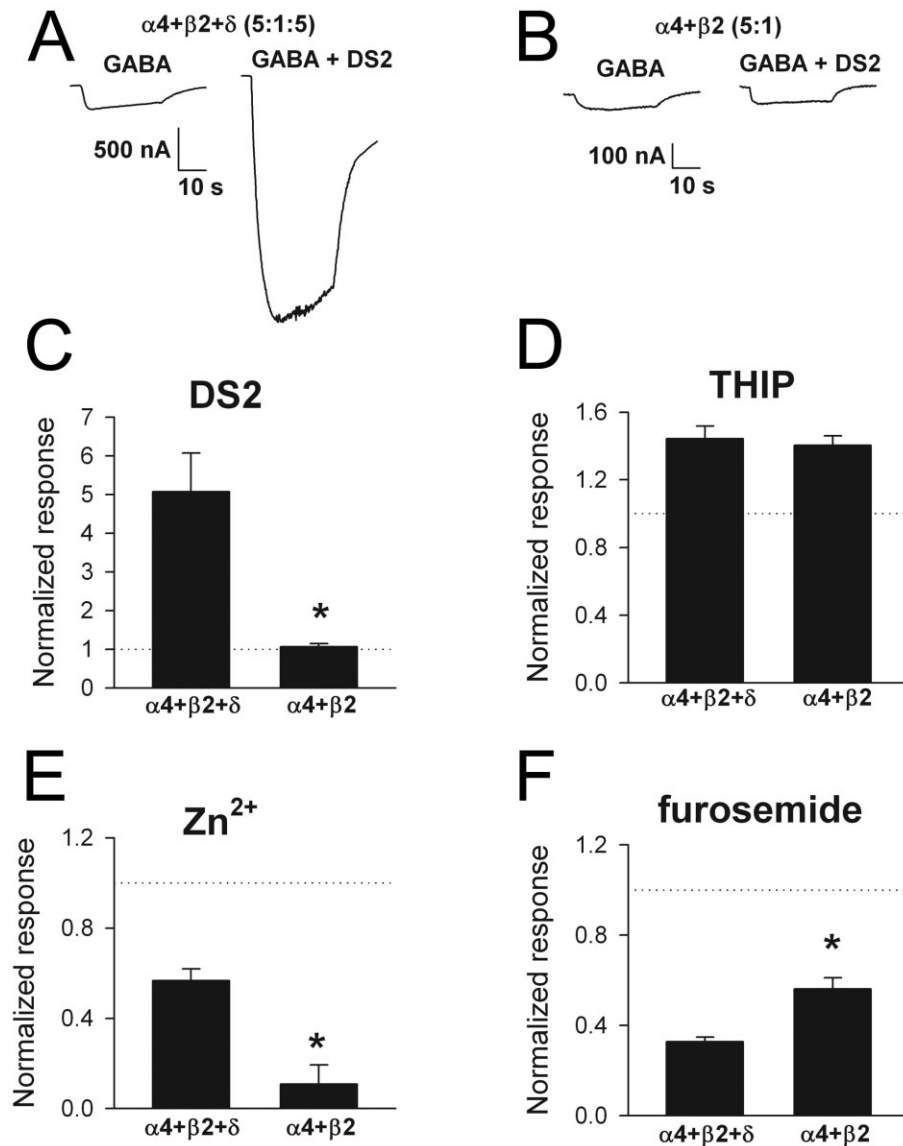 A
α4+β2+δ (5:1:5)
GABA
GABA + DS2
500 nA
10 s
B
α4+β2 (5:1)
GABA
GABA + DS2
100 nA
10 s
C
DS2
Normalized response
7
6
5
4
3
2
1
0
*
α4+β2+δ
α4+β2
D
THIP
Normalized response
1.6
1.2
0.8
0.4
0.0
α4+β2+δ
α4+β2
E
Zn²⁺
Normalized response
1.2
0.8
0.4
0.0
*
α4+β2+δ
α4+β2
F
furosemide
Normalized response
1.2
0.8
0.4
0.0
*
α4+β2+δ
α4+β2